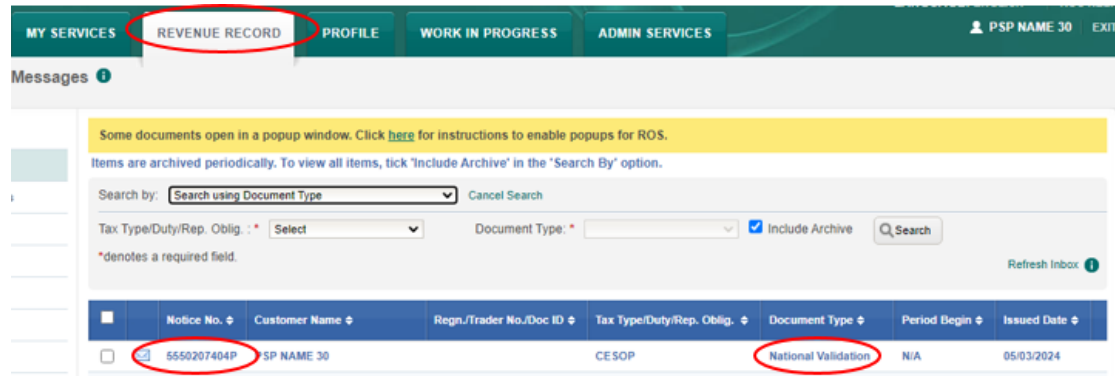 MY SERVICES REVENUE RECORD PROFILE WORK IN PROGRESS ADMIN SERVICES PSP NAME 30 EXIT
Messages
Some documents open in a popup window. Click here for instructions to enable popups for ROS.
Items are archived periodically. To view all items, tick 'Include Archive' in the 'Search By' option.
Search by: Search using Document Type Cancel Search
Tax Type/Duty/Rep. Oblig. : * Select Document Type: * Include Archive Search
*denotes a required field.
Refresh Inbox
Notice No. Customer Name Regn./Trader No./Doc ID Tax Type/Duty/Rep. Oblig. Document Type Period Begin Issued Date
5550207404P PSP NAME 30 CESOP National Validation N/A 05/03/2024